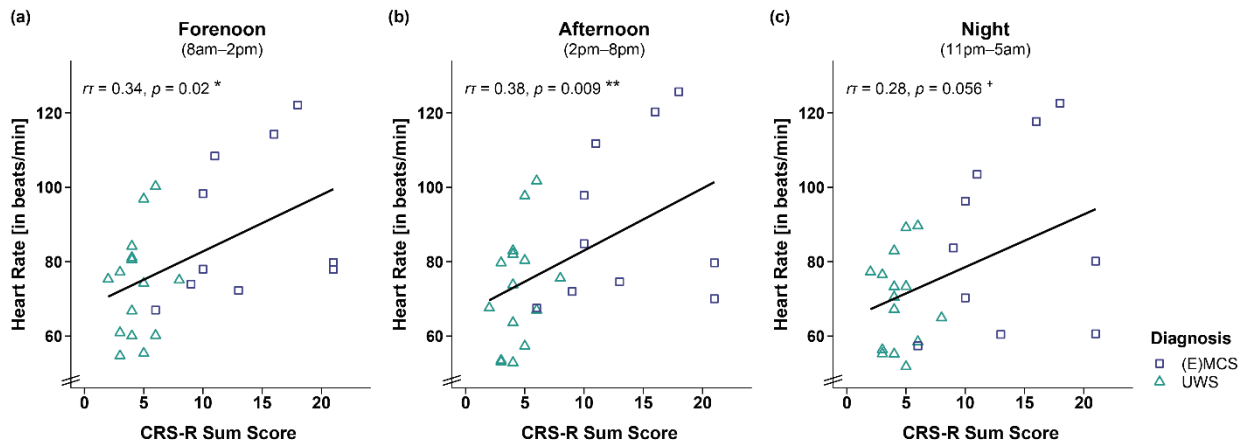 (a)
Forenoon
(8am–2pm)
rτ = 0.34, p = 0.02 *
Heart Rate [in beats/min]
120
100
80
60
0
5
10
15
20
CRS-R Sum Score
(b)
Afternoon
(2pm–8pm)
rτ = 0.38, p = 0.009 **
Heart Rate [in beats/min]
120
100
80
60
0
5
10
15
20
CRS-R Sum Score
(c)
Night
(11pm–5am)
rτ = 0.28, p = 0.056 +
Heart Rate [in beats/min]
120
100
80
60
0
5
10
15
20
CRS-R Sum Score
Diagnosis
(E)MCS
UWS